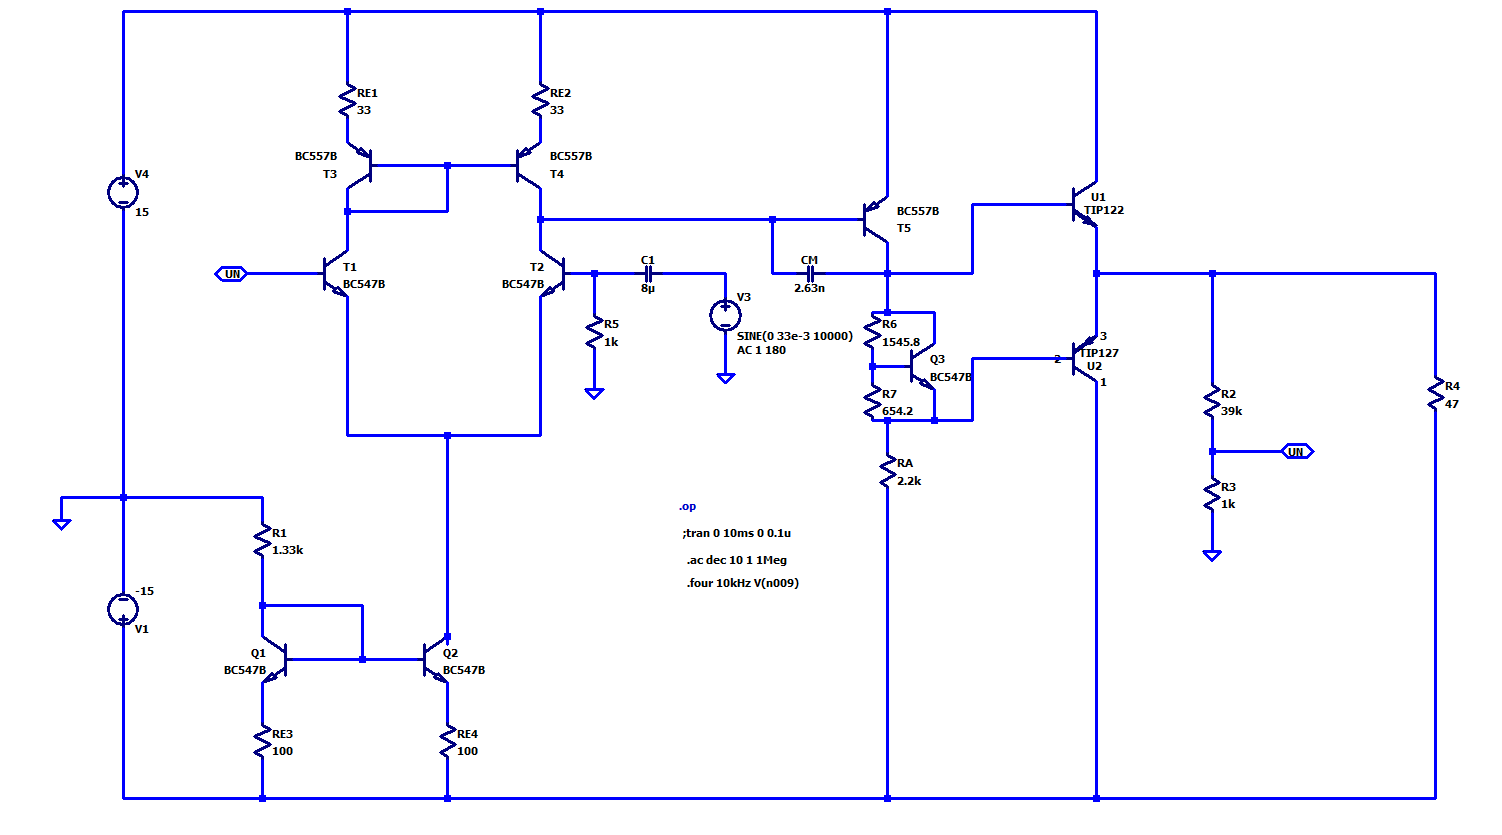 RE1
33
RE2
33
BC557B
T3
BC557B
T4
V4
15
BC557B
T5
U1
TIP122
UN
T1
BC547B
T2
BC547B
C1
8µ
CM
2.63n
V3
SINE(0 33e-3 10000)
AC 1 180
R5
1k
R6
1545.8
Q3
BC547B
R7
654.2
3
TIP127
2
U2
1
R2
39k
R4
47
UN
RA
2.2k
R3
1k
.op
;tran 0 10ms 0 0.1u
.ac dec 10 1 1Meg
.four 10kHz V(n009)
R1
1.33k
-15
V1
Q1
BC547B
Q2
BC547B
RE3
100
RE4
100